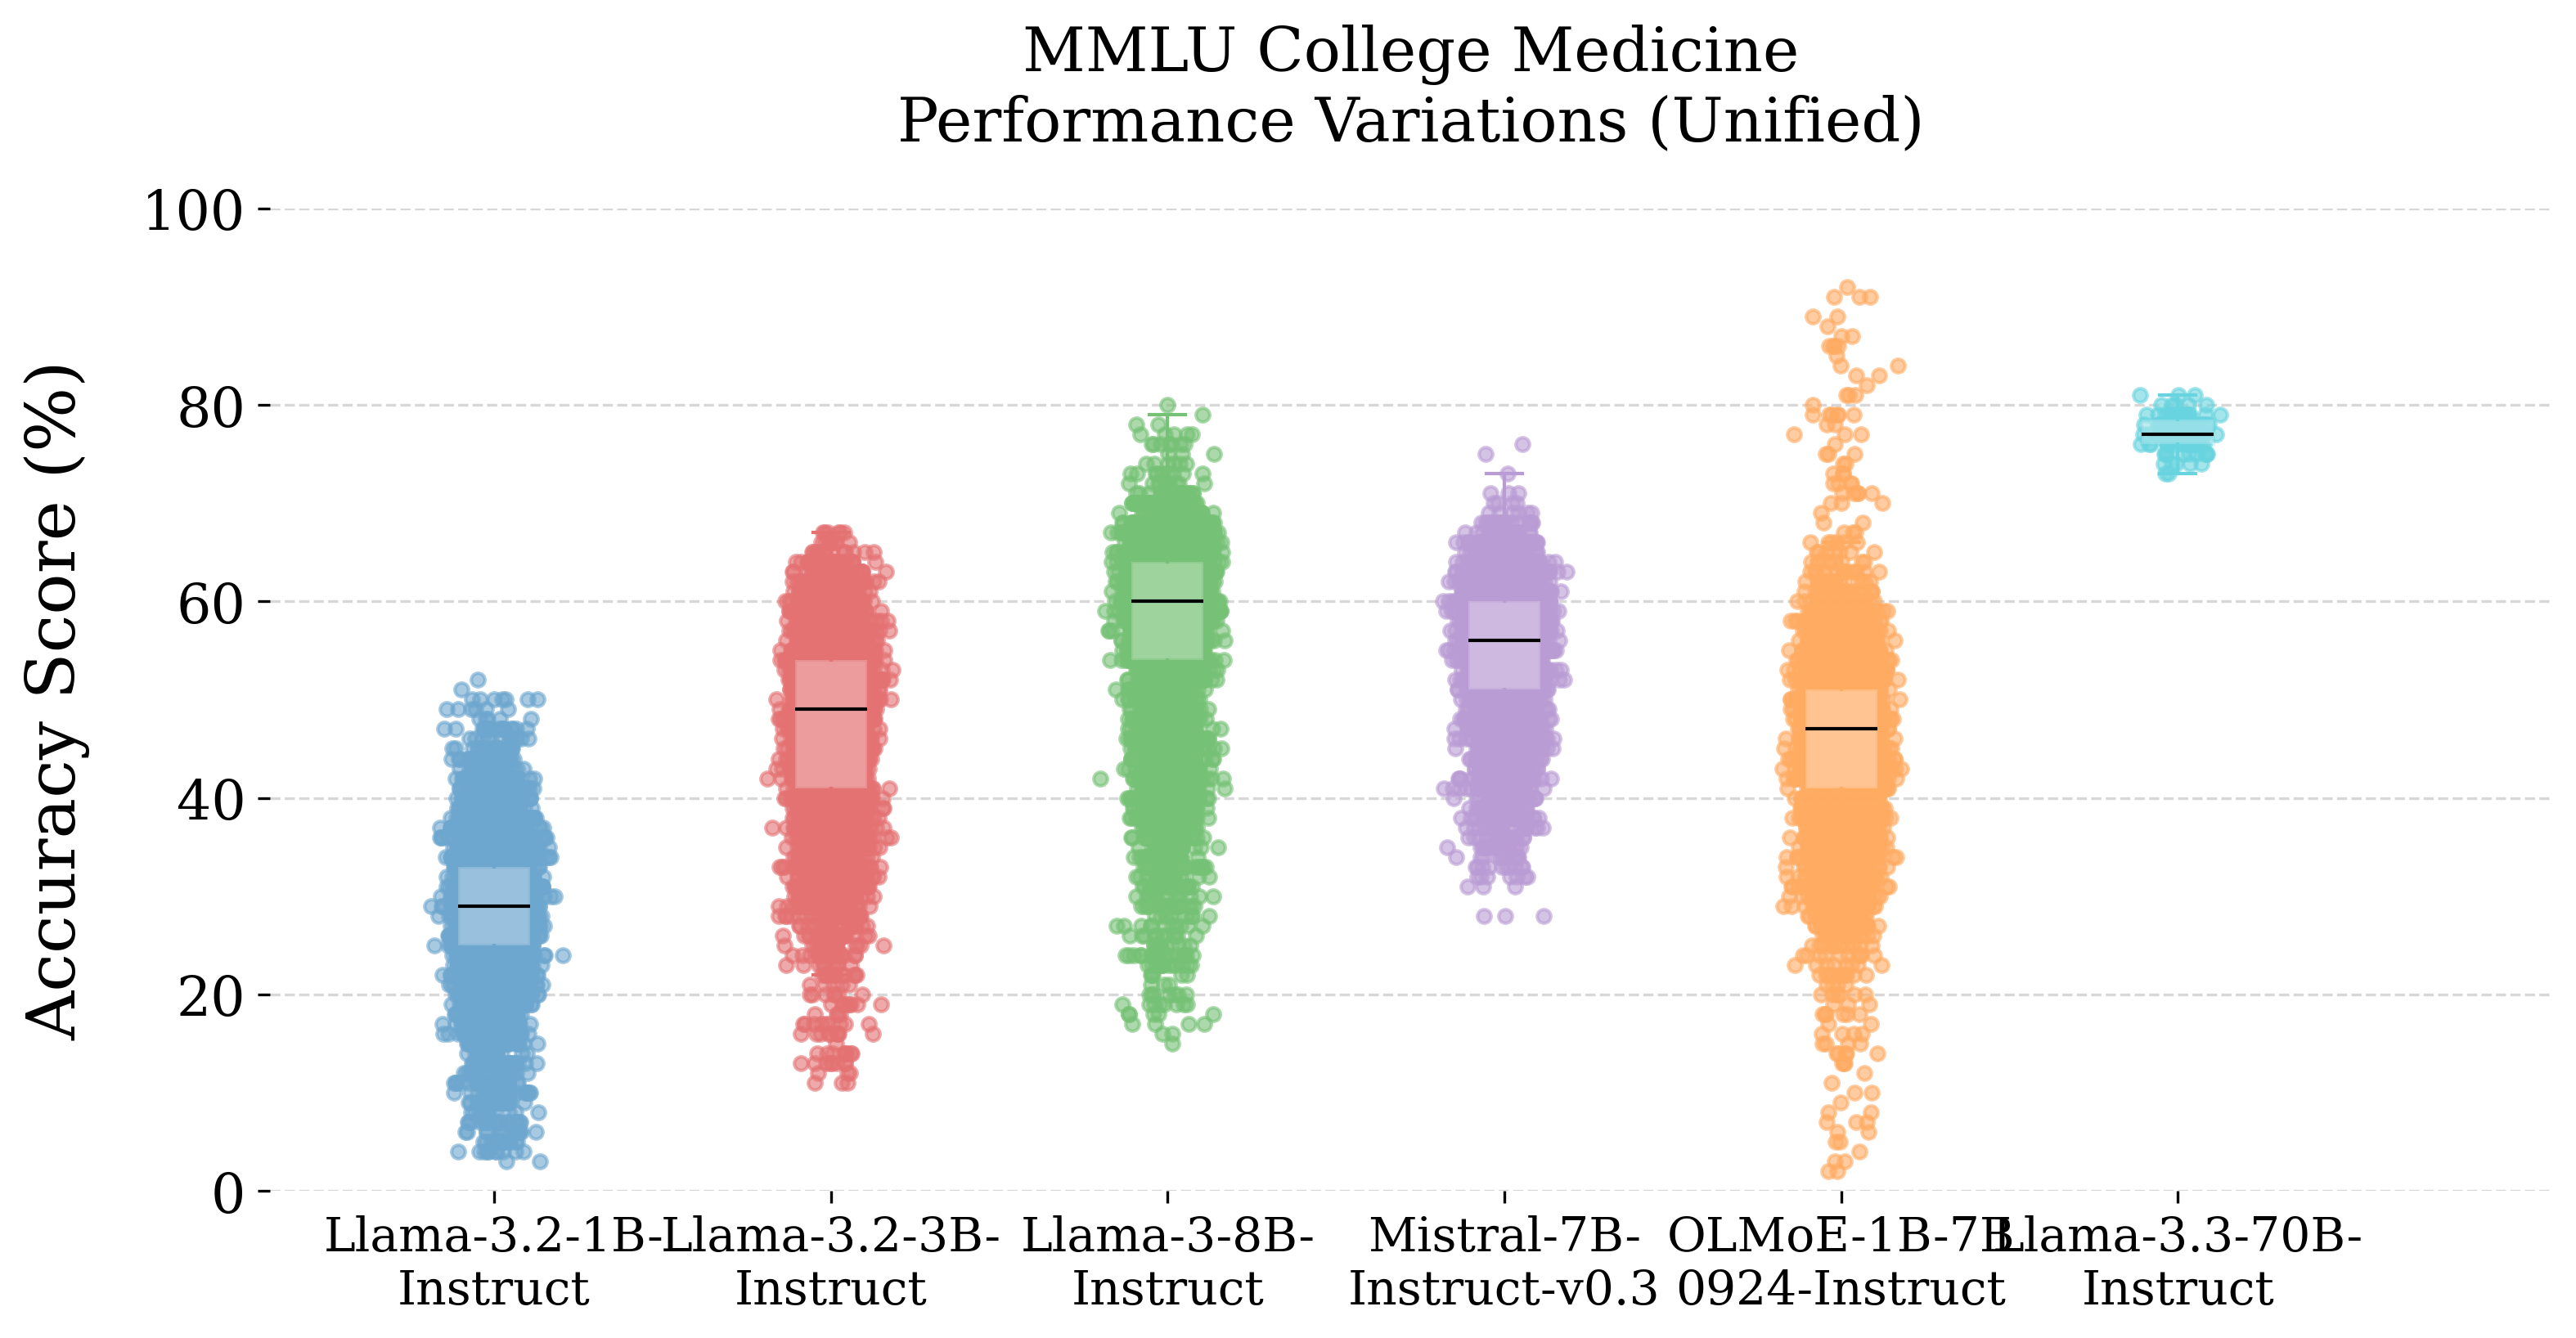 MMLU College Medicine
Performance Variations (Unified)
Accuracy Score (%)
100
80
60
40
20
0
Llama-3.2-1B-
Instruct
Llama-3.2-3B-
Instruct
Llama-3-8B-
Instruct
Mistral-7B-
Instruct-v0.3
OLMoE-1B-7B
0924-Instruct
Llama-3.3-70B-
Instruct